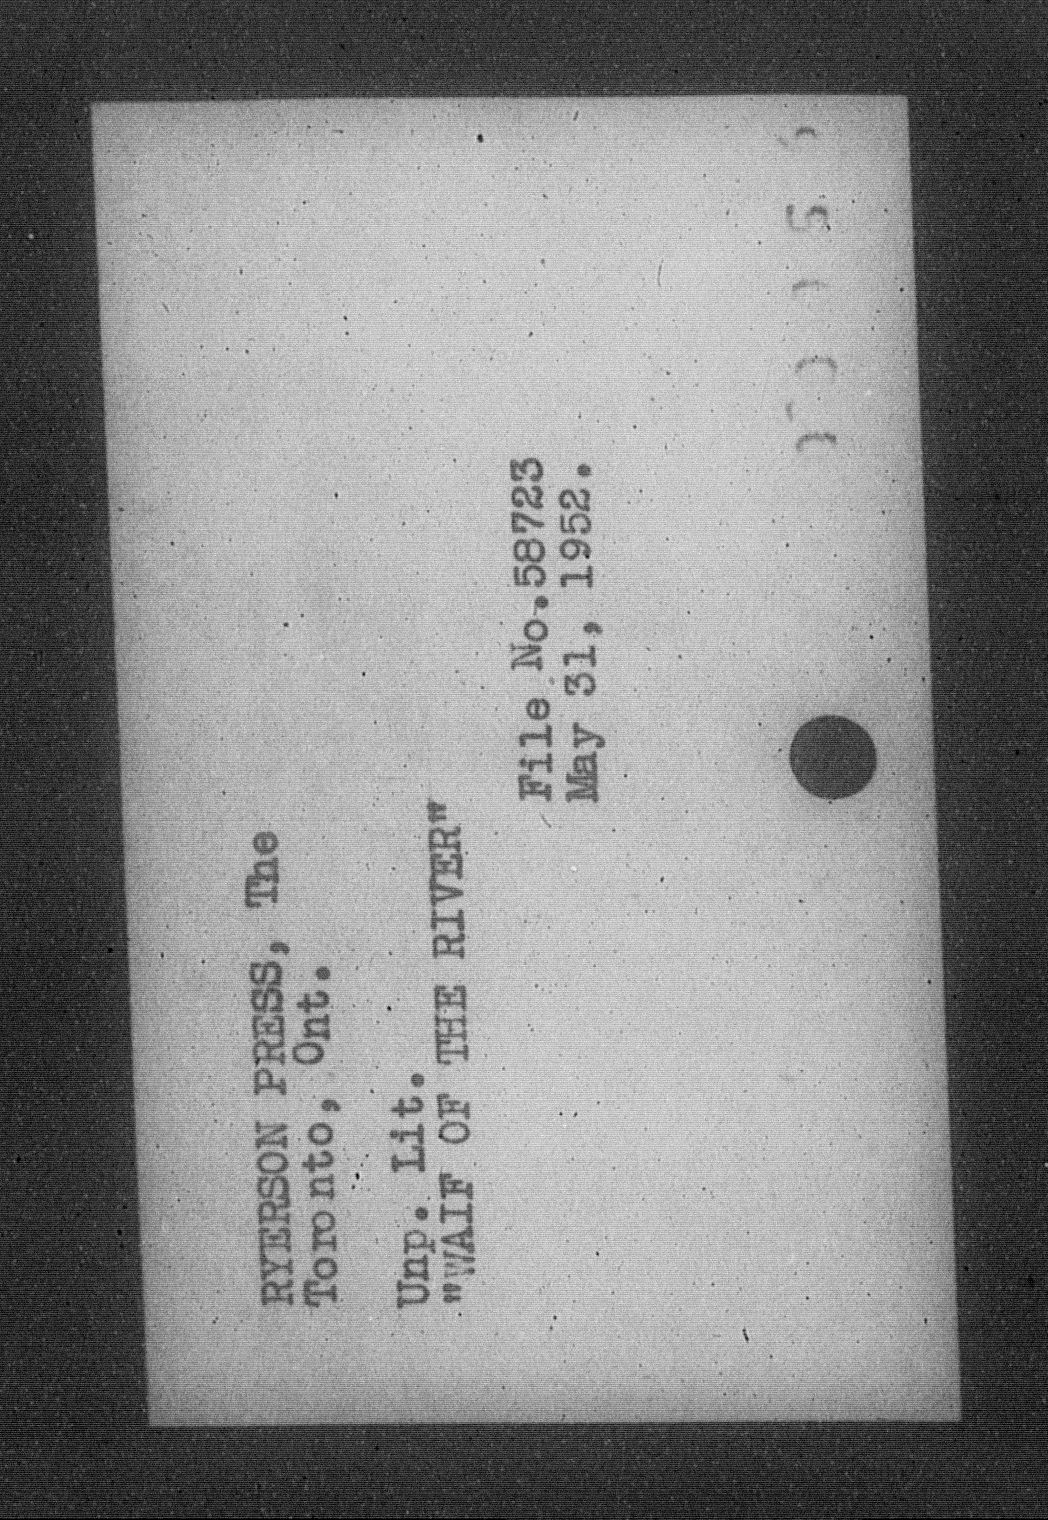 RYERSON PRESS, The
Toronto, Ont.
Unp. Lit.
"WAIF OF THE RIVER"
File No.58723
May 31, 1952.